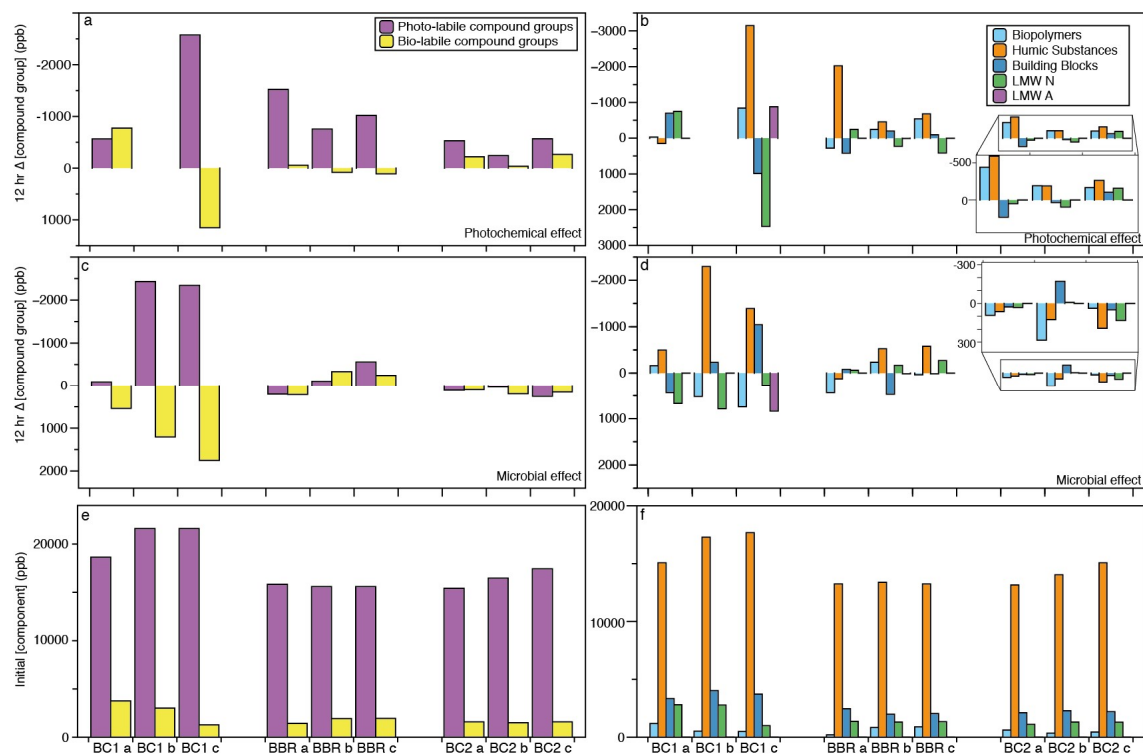 a
Photo-labile compound groups
Bio-labile compound groups
12 hr Δ [compound group] (ppb)
-2000
-1000
0
1000
Photochemical effect
b
Biopolymers
Humic Substances
Building Blocks
LMW N
LMW A
-3000
-2000
-1000
0
1000
2000
3000
-500
0
Photochemical effect
c
12 hr Δ [compound group] (ppb)
-2000
-1000
0
1000
2000
Microbial effect
d
-2000
-1000
0
1000
2000
-300
0
300
Microbial effect
e
Initial [component] (ppb)
20000
10000
0
BC1 a BC1 b BC1 c BBR a BBR b BBR c BC2 a BC2 b BC2 c
f
20000
10000
0
BC1 a BC1 b BC1 c BBR a BBR b BBR c BC2 a BC2 b BC2 c